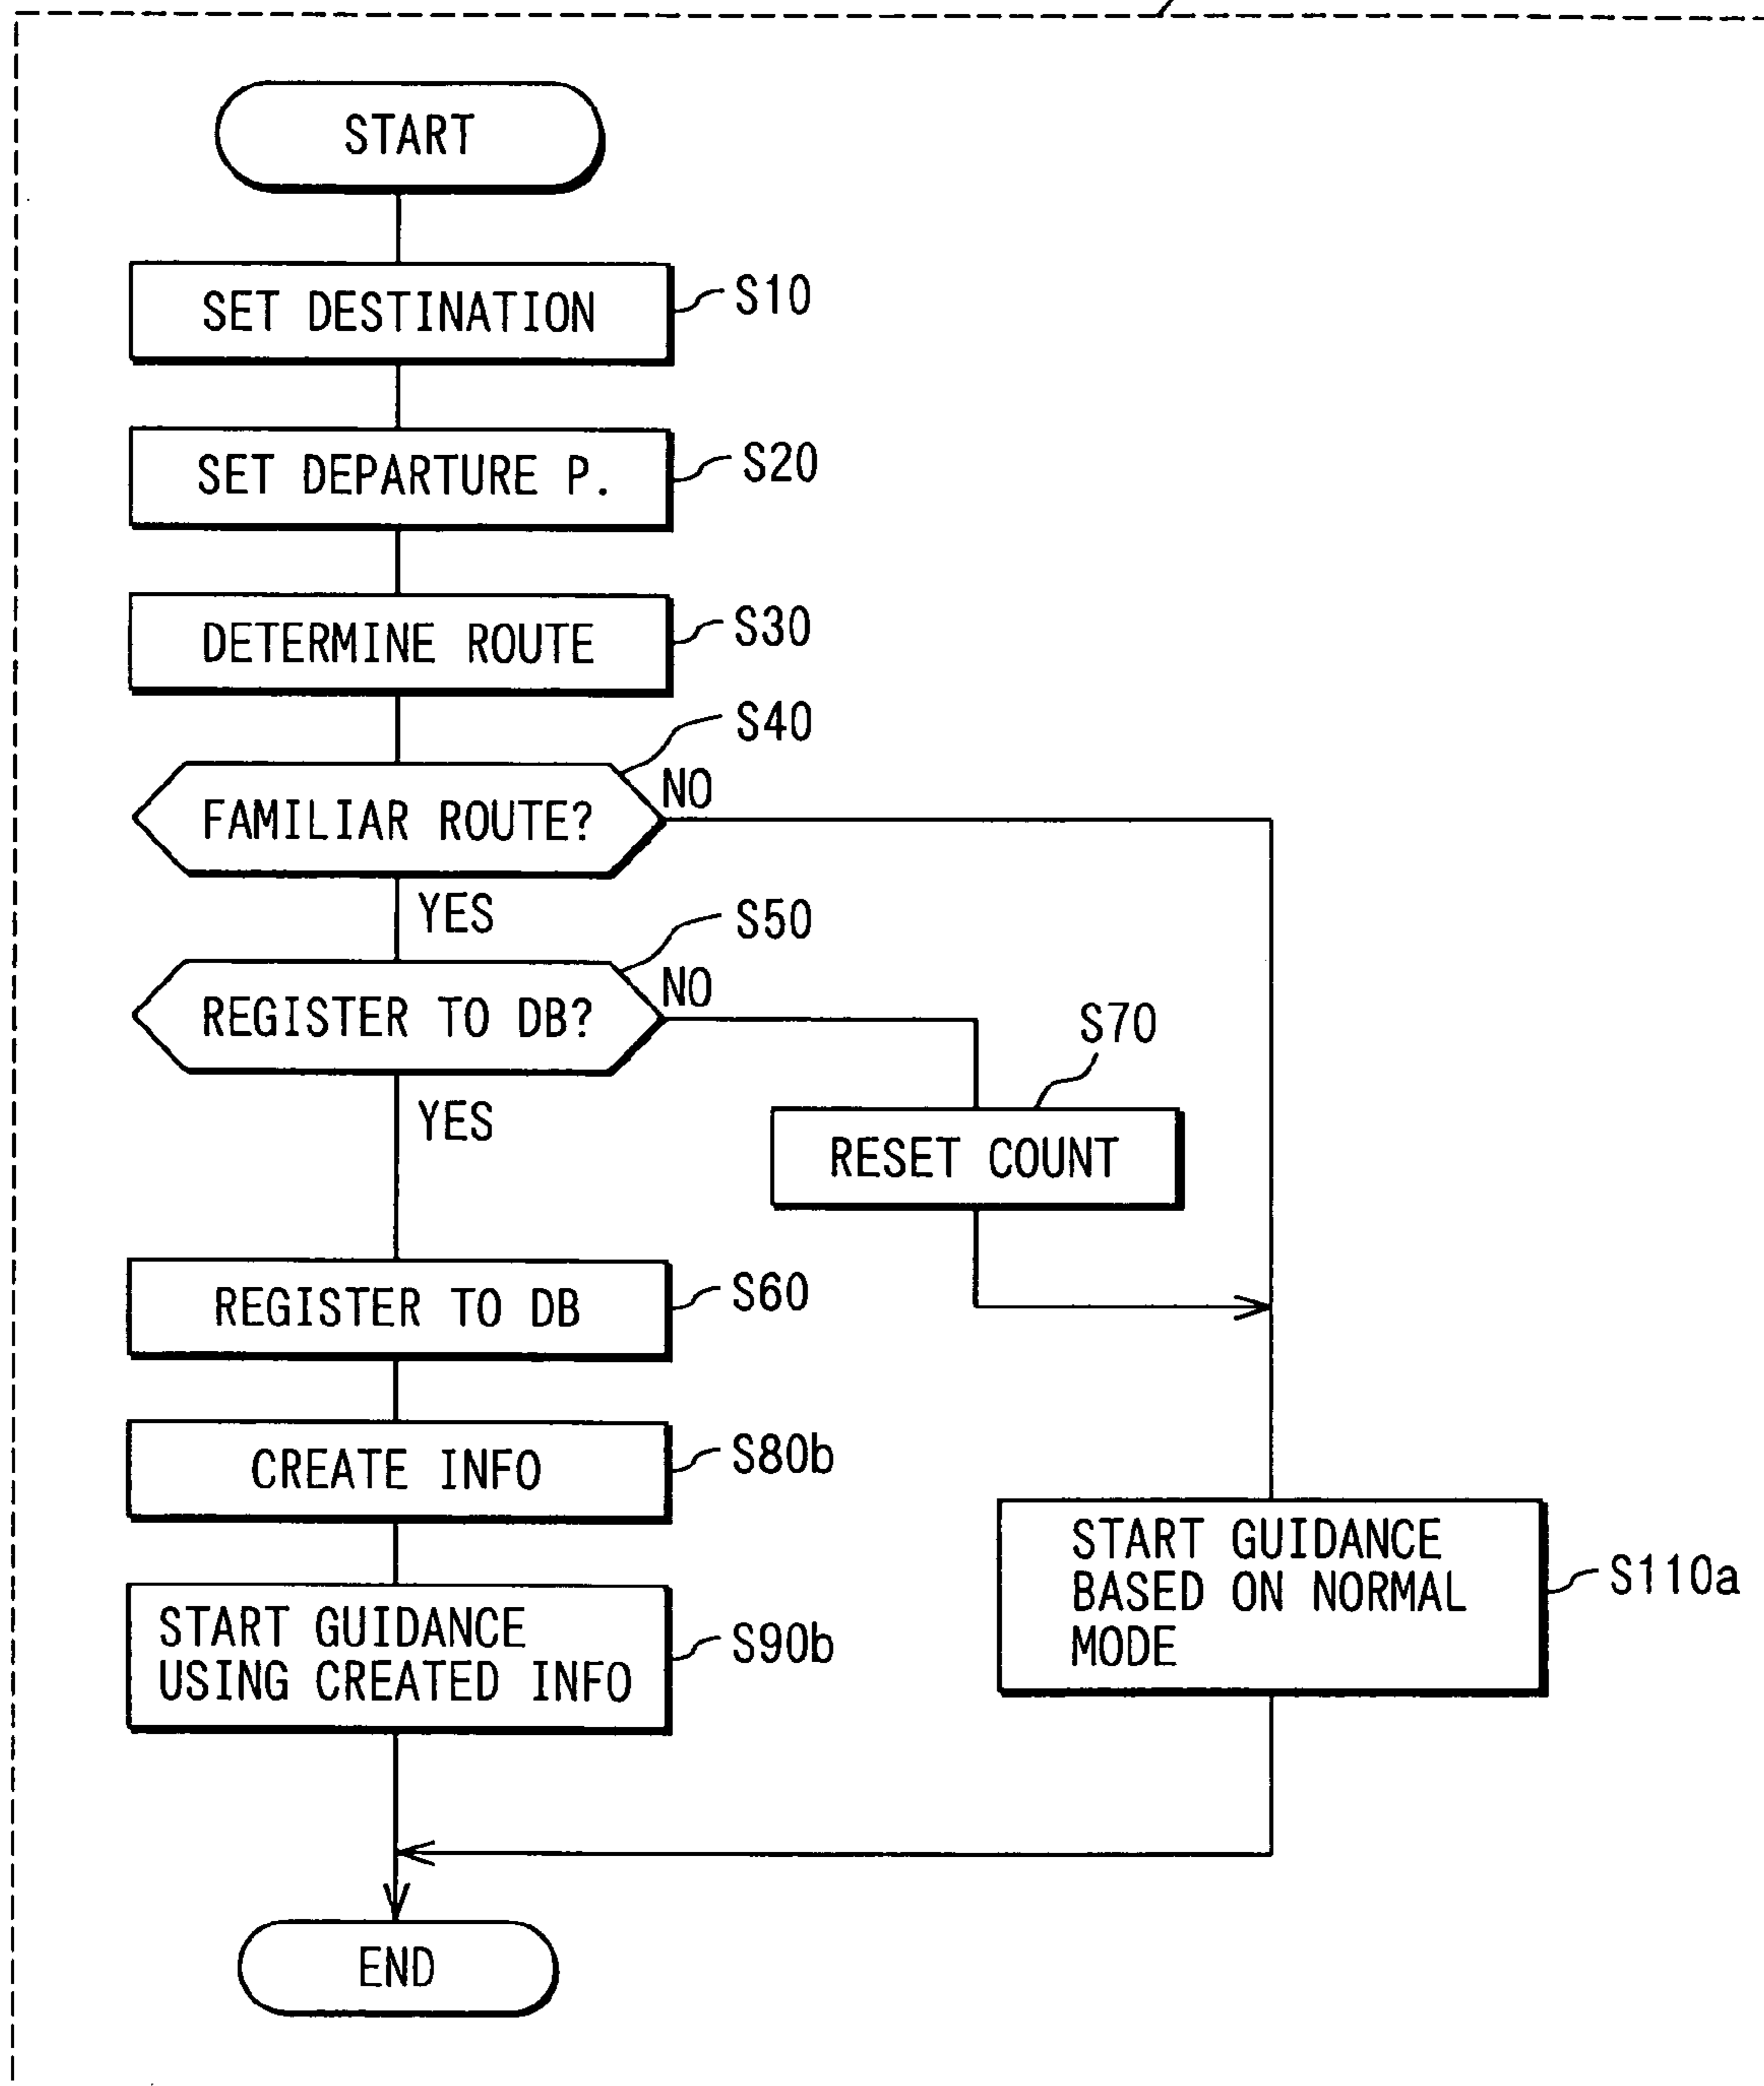 START
SET DESTINATION
S10
SET DEPARTURE P.
S20
DETERMINE ROUTE
S30
S40
FAMILIAR ROUTE?
NO
YES
S50
REGISTER TO DB?
NO
YES
S70
RESET COUNT
REGISTER TO DB
S60
CREATE INFO
S80b
START GUIDANCE
USING CREATED INFO
S90b
START GUIDANCE
BASED ON NORMAL
MODE
S110a
END